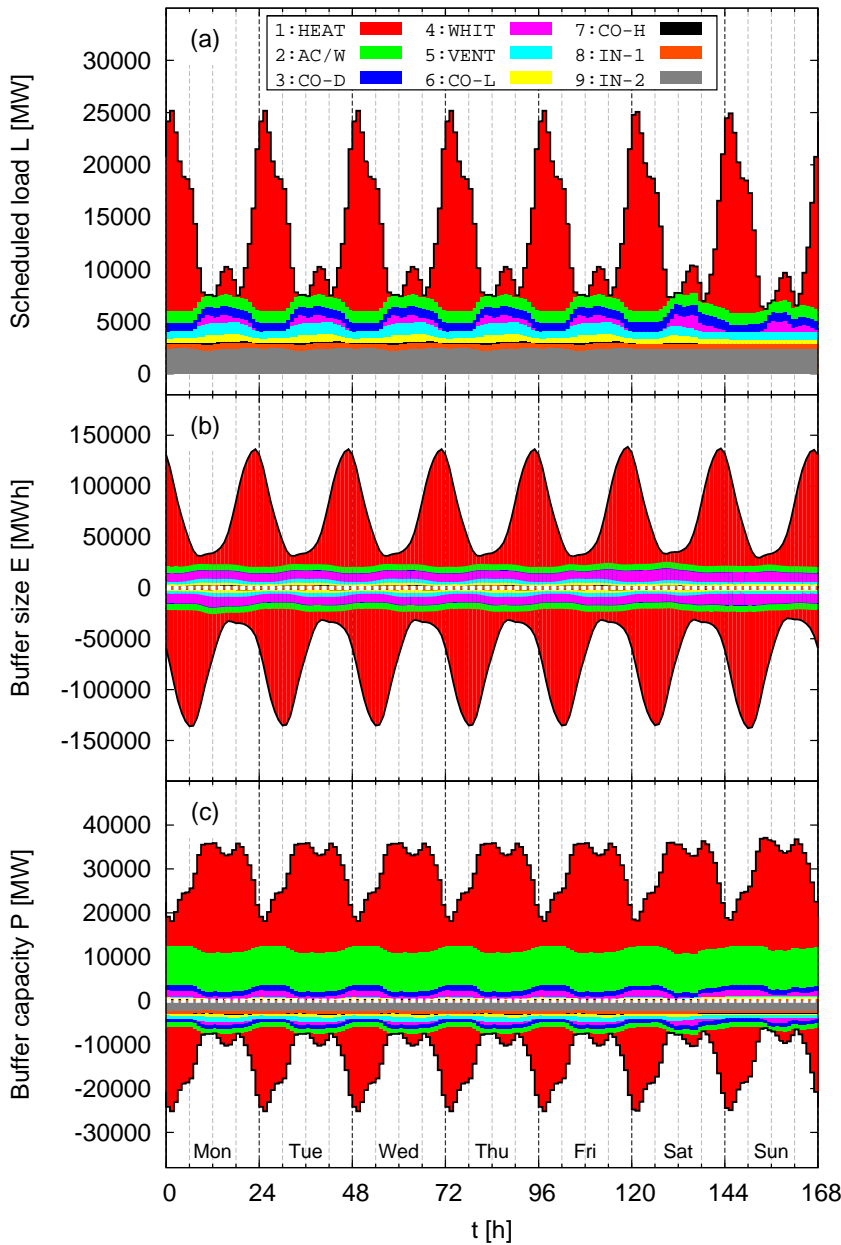 (a)
1:HEAT 4:WHIT 7:CO-H
2:AC/W 5:VENT 8:IN-1
3:CO-D 6:CO-L 9:IN-2
Scheduled load L [MW]
30000
25000
20000
15000
10000
5000
0
(b)
Buffer size E [MWh]
150000
100000
50000
0
-50000
-100000
-150000
(c)
Buffer capacity P [MW]
40000
30000
20000
10000
0
-10000
-20000
-30000
Mon Tue Wed Thu Fri Sat Sun
0 24 48 72 96 120 144 168
t [h]